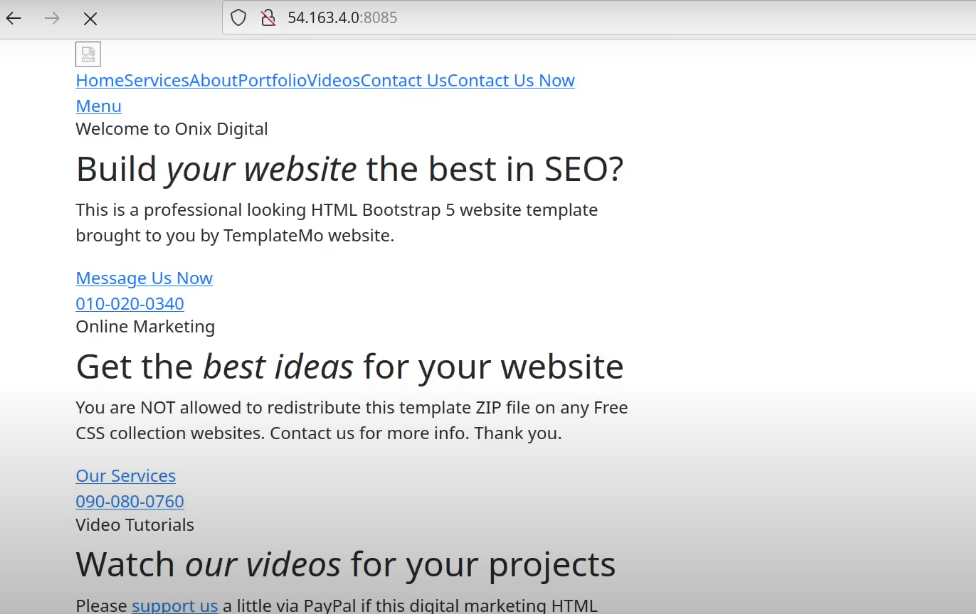 54.163.4.0:8085
HomeServicesAboutPortfolioVideosContact UsContact Us Now
Menu
Welcome to Onix Digital
Build your website the best in SEO?
This is a professional looking HTML Bootstrap 5 website template
brought to you by TemplateMo website.
Message Us Now
010-020-0340
Online Marketing
Get the best ideas for your website
You are NOT allowed to redistribute this template ZIP file on any Free
CSS collection websites. Contact us for more info. Thank you.
Our Services
090-080-0760
Video Tutorials
Watch our videos for your projects
Please support us a little via PayPal if this digital marketing HTML